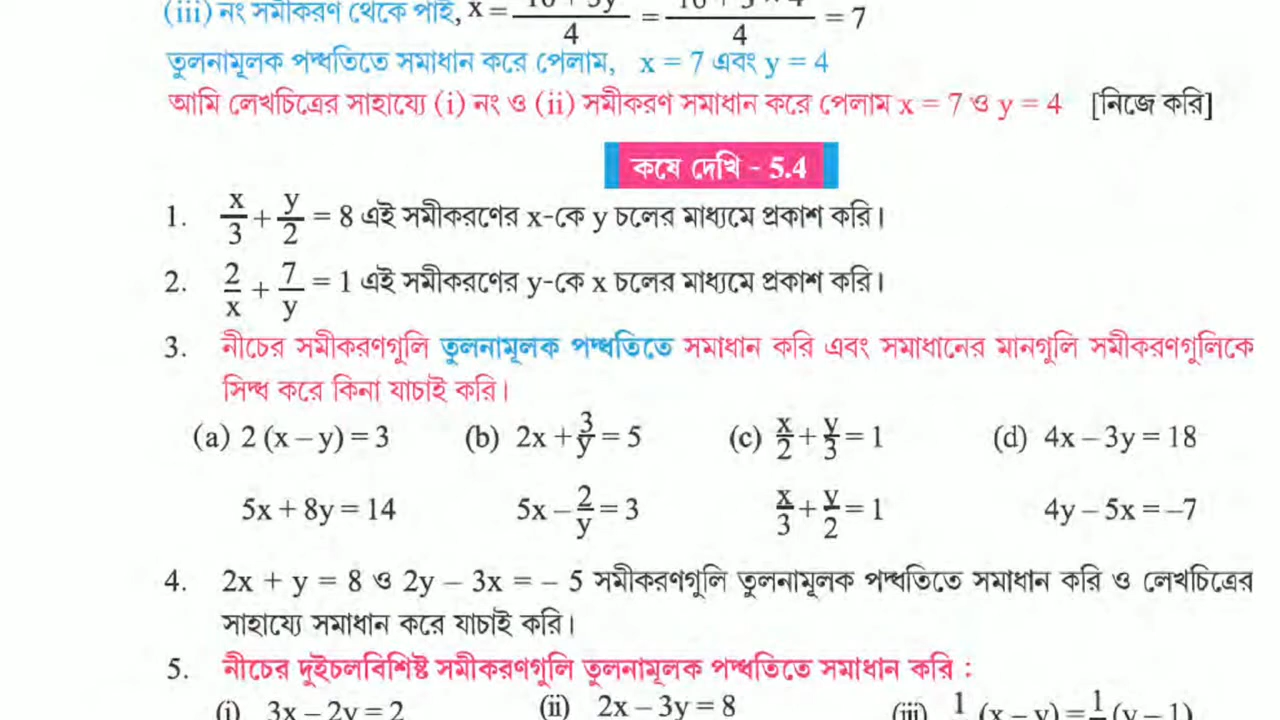 (iii) নং সমীকরণ থেকে পাই, x = 10 + 3y / 4 = 10 + 3 × 4 / 4 = 7
তুলনামূলক পদ্ধতিতে সমাধান করে পেলাম, x = 7 এবং y = 4
আমি লেখচিত্রের সাহায্যে (i) নং ও (ii) সমীকরণ সমাধান করে পেলাম x = 7 ও y = 4 [নিজে করি]
কষে দেখি - 5.4
1. x/3 + y/2 = 8 এই সমীকরণের x-কে y চলের মাধ্যমে প্রকাশ করি।
2. 2/x + 7/y = 1 এই সমীকরণের y-কে x চলের মাধ্যমে প্রকাশ করি।
3. নীচের সমীকরণগুলি তুলনামূলক পদ্ধতিতে সমাধান করি এবং সমাধানের মানগুলি সমীকরণগুলিকে
সিদ্ধ করে কিনা যাচাই করি।
(a) 2 (x – y) = 3 (b) 2x + 3/y = 5 (c) x/2 + y/3 = 1 (d) 4x – 3y = 18
5x + 8y = 14 5x – 2/y = 3 x/3 + y/2 = 1 4y – 5x = –7
4. 2x + y = 8 ও 2y – 3x = – 5 সমীকরণগুলি তুলনামূলক পদ্ধতিতে সমাধান করি ও লেখচিত্রের
সাহায্যে সমাধান করে যাচাই করি।
5. নীচের দুইচলবিশিষ্ট সমীকরণগুলি তুলনামূলক পদ্ধতিতে সমাধান করি :
(i) 3x – 2y = 2 (ii) 2x – 3y = 8 (iii) 1 (x – y) = 1 (y – 1)